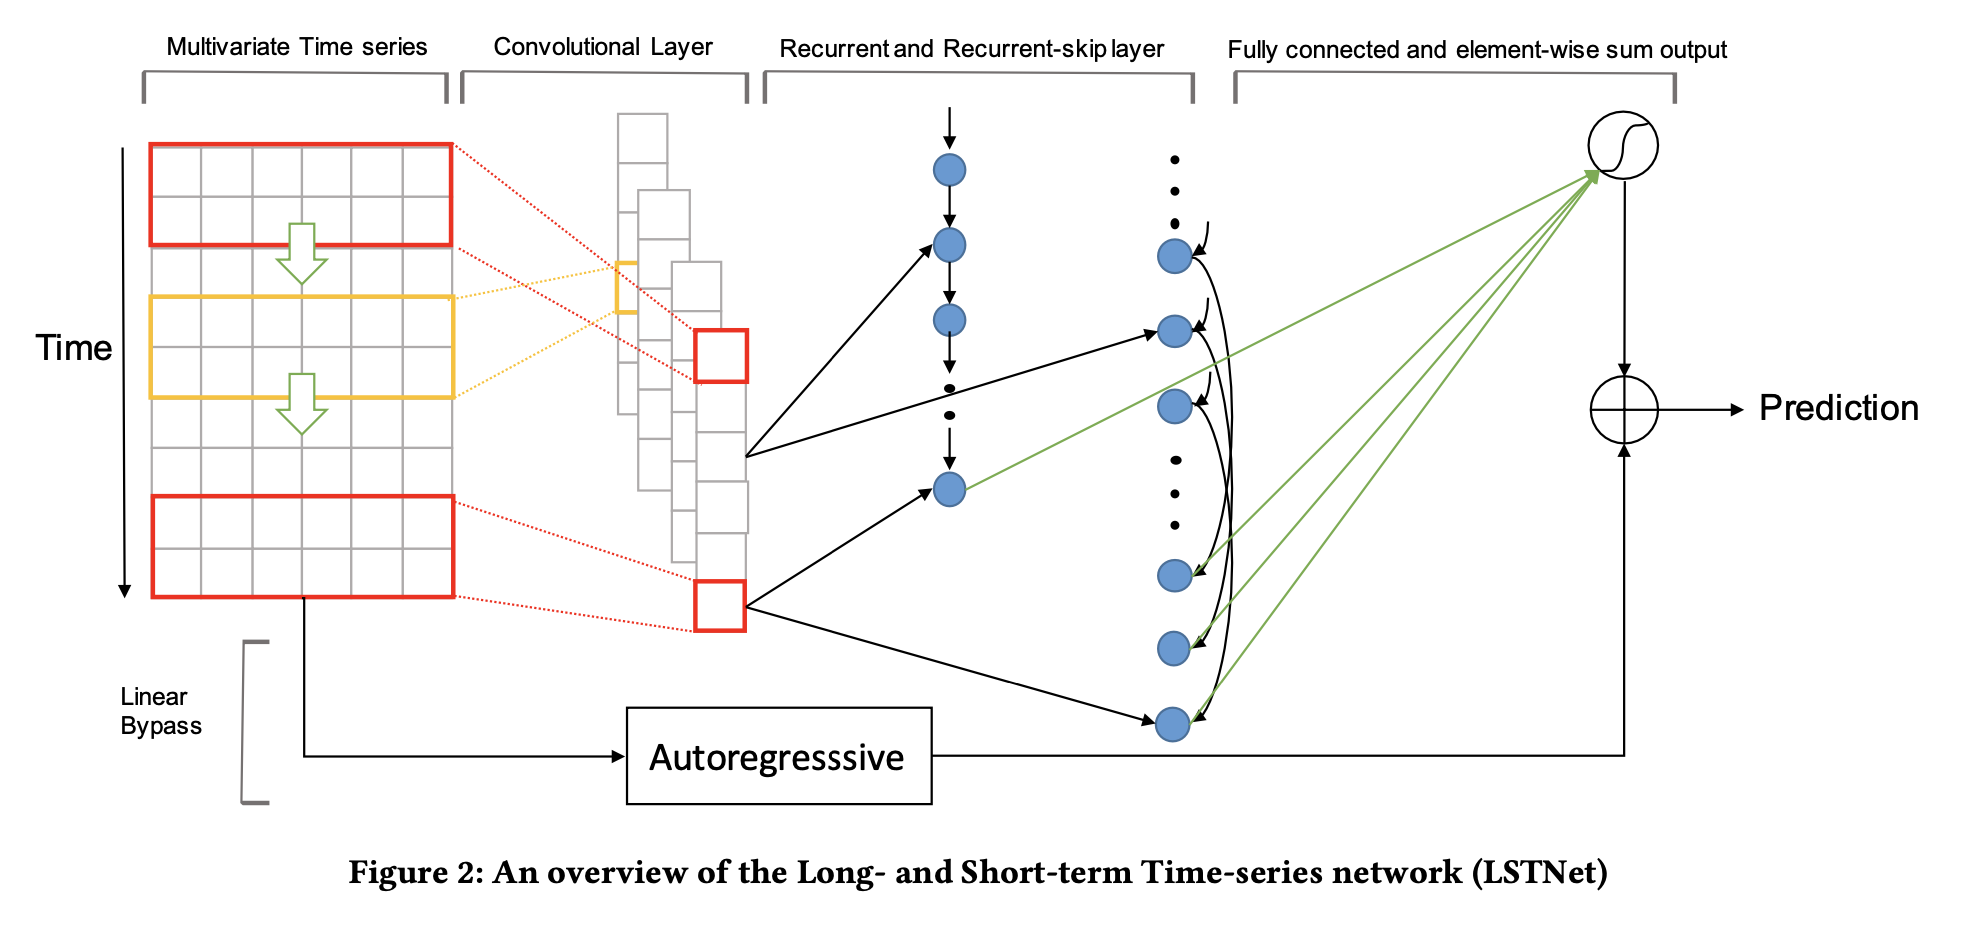 Multivariate Time series
Convolutional Layer
Recurrent and Recurrent-skip layer
Fully connected and element-wise sum output
Time
Prediction
Linear
Bypass
Autoregresssive
Figure 2: An overview of the Long- and Short-term Time-series network (LSTNet)